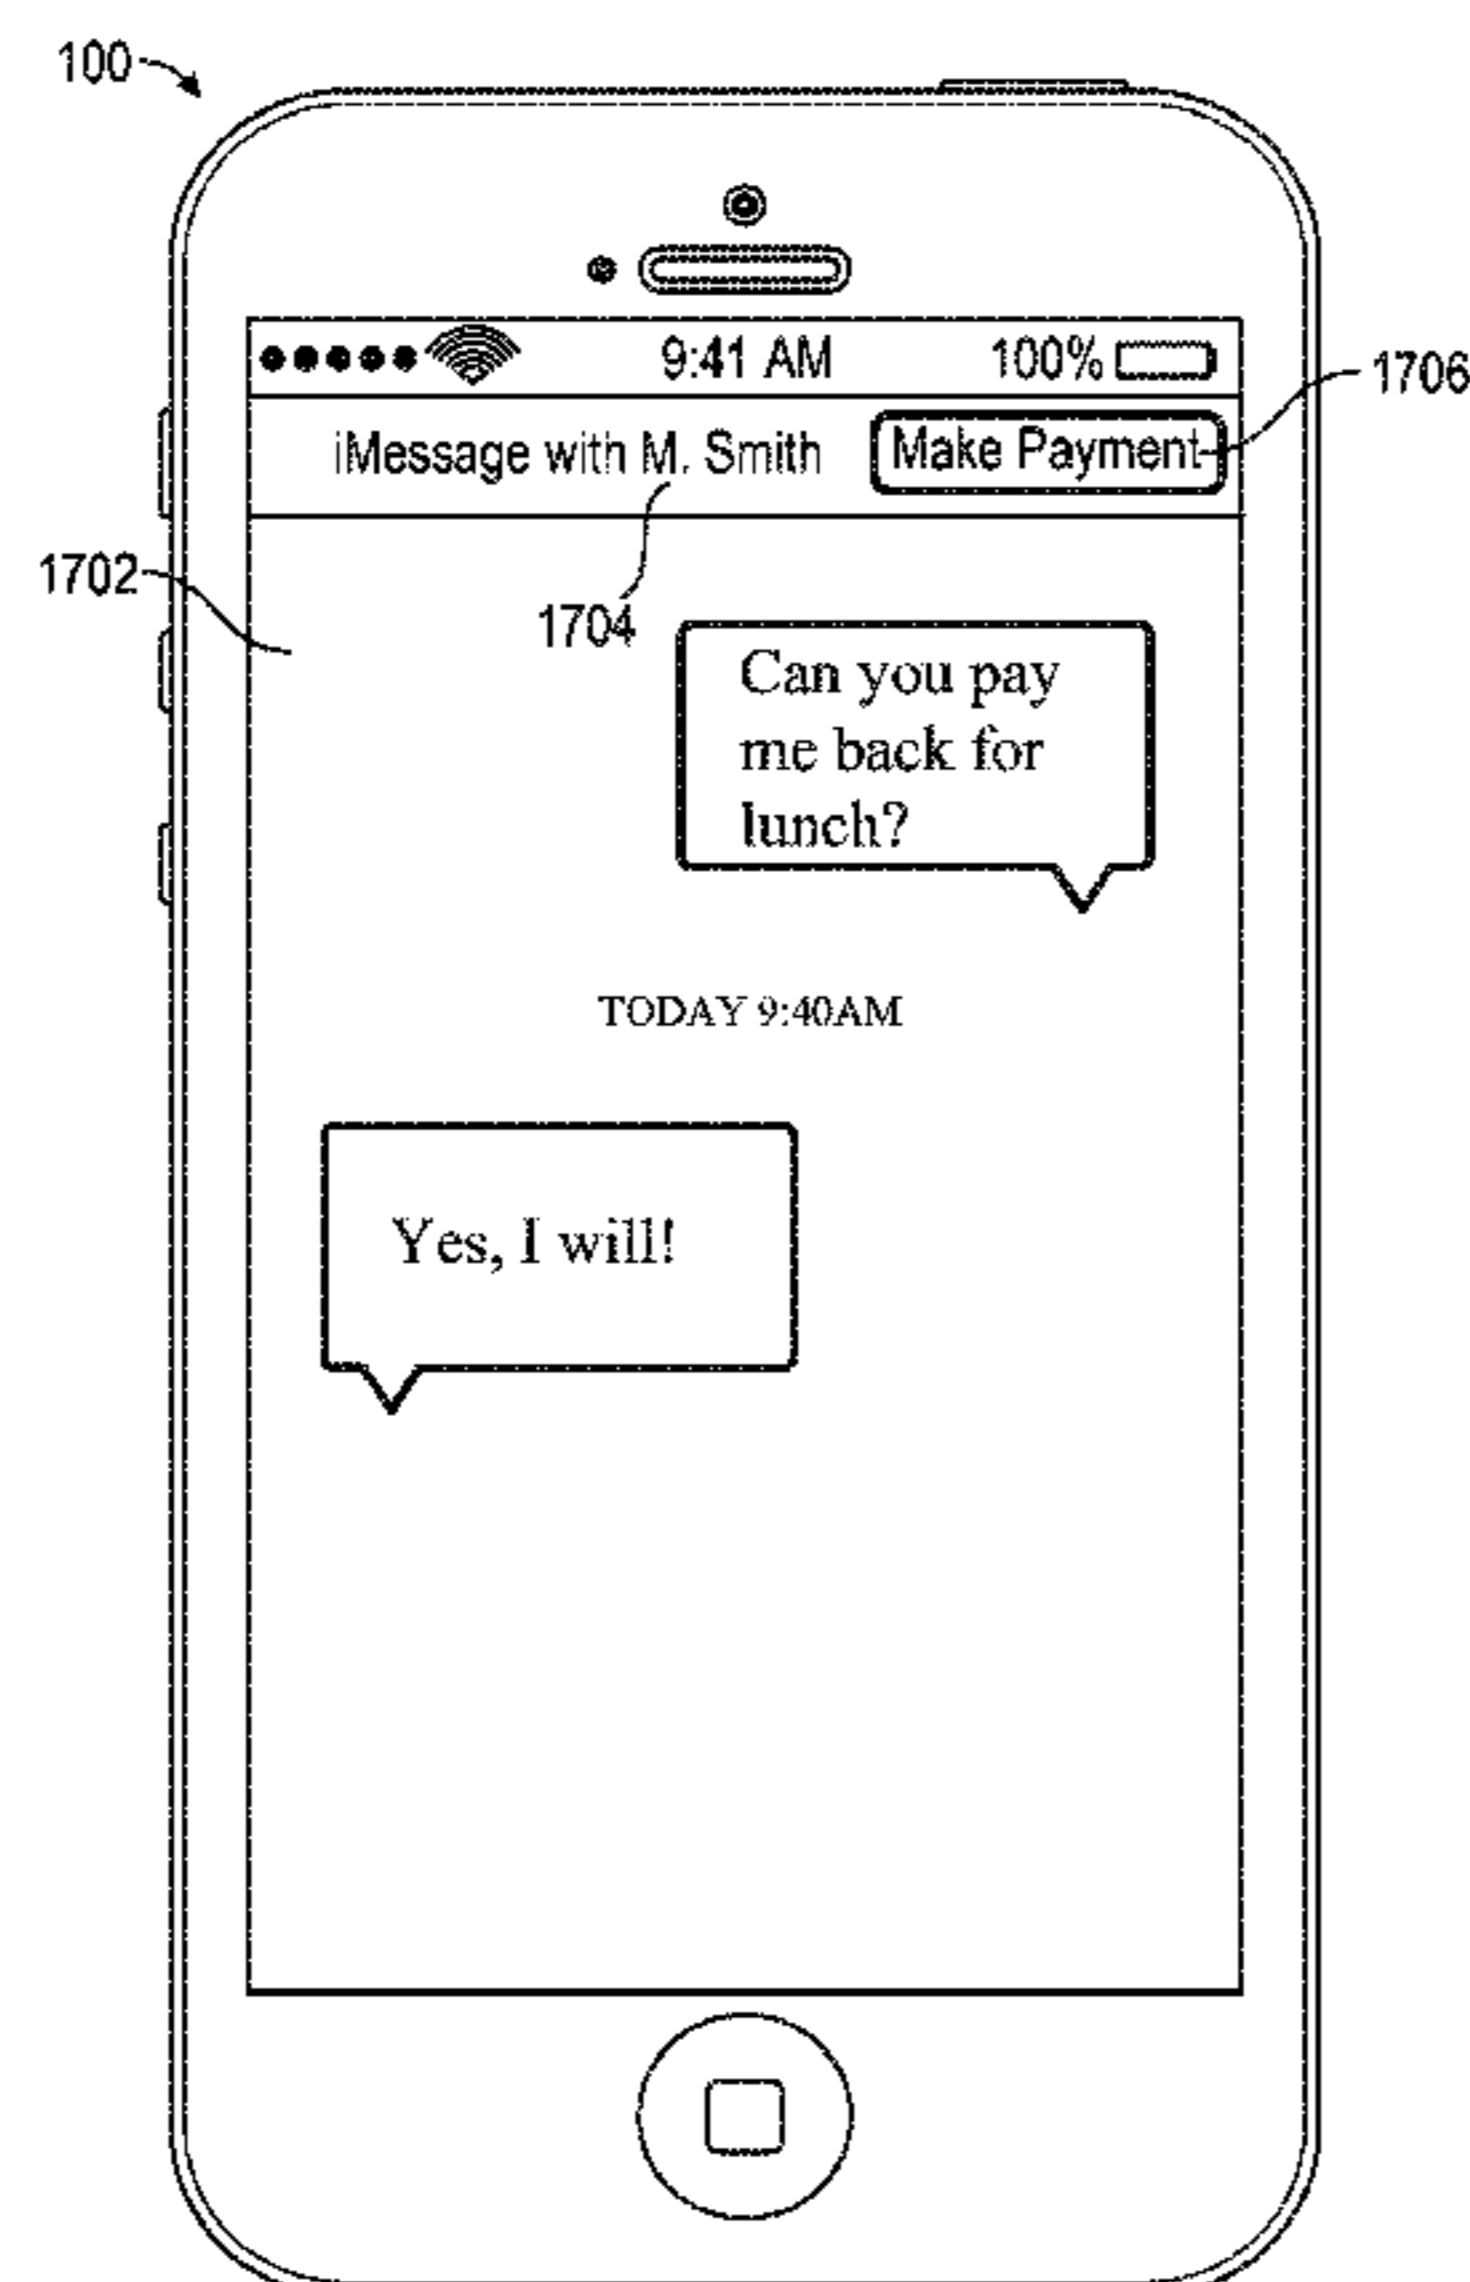 100
9:41 AM 100%
1706
iMessage with M. Smith Make Payment
1702
1704
Can you pay
me back for
lunch?
TODAY 9:40AM
Yes, I will!